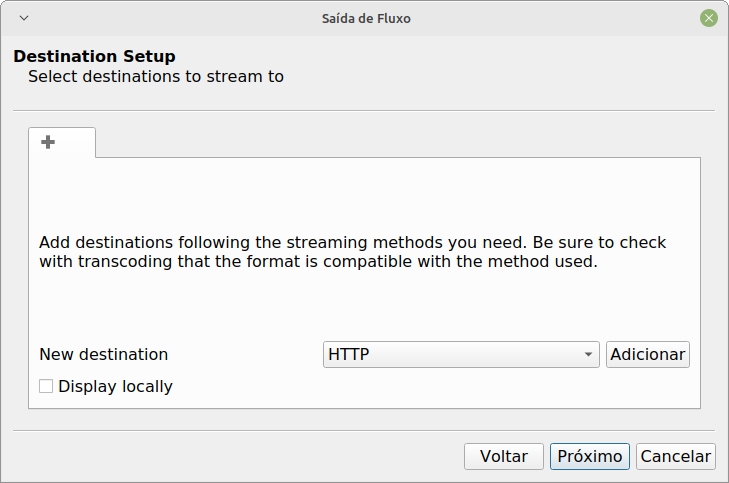 Saída de Fluxo
Destination Setup
Select destinations to stream to
Add destinations following the streaming methods you need. Be sure to check
with transcoding that the format is compatible with the method used.
New destination
HTTP
Adicionar
Display locally
Voltar
Próximo
Cancelar